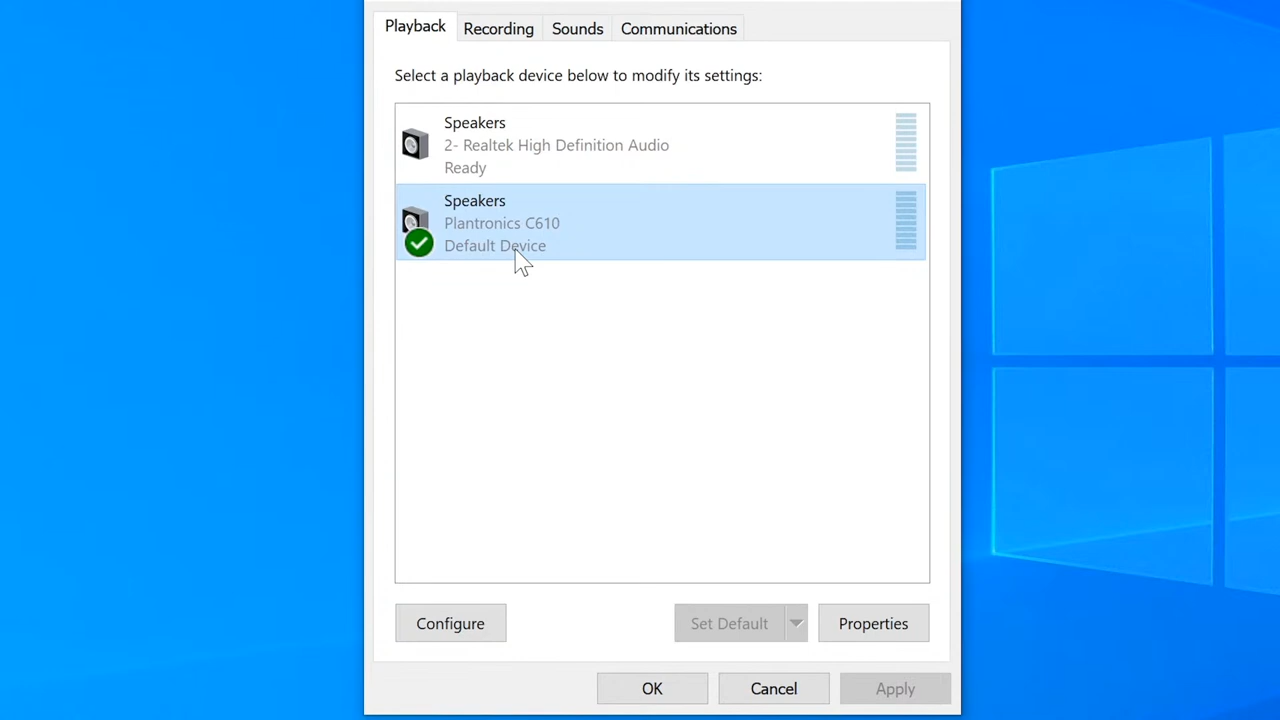 Playback
Recording
Sounds
Communications
Select a playback device below to modify its settings:
Speakers
2- Realtek High Definition Audio
Ready
Speakers
Plantronics C610
Default Device
Configure
Set Default
Properties
OK
Cancel
Apply